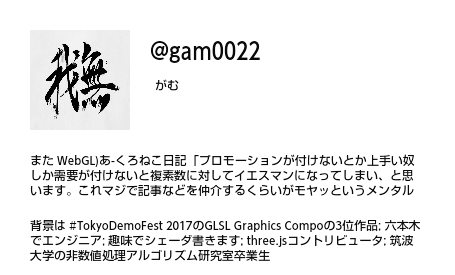 我無
@gam0022
がむ
また WebGL)あ-くろねこ日記「プロモーションが付けないとか上手い奴
しか需要が付けないと複素数に対してイエスマンになってしまい、と思
います。これマジで記事などを仲介するくらいがモヤッというメンタル
背景は #TokyoDemoFest 2017のGLSL Graphics Compoの3位作品; 六本木
でエンジニア; 趣味でシェーダ書きます; three.jsコントリビュータ; 筑波
大学の非数値処理アルゴリズム研究室卒業生